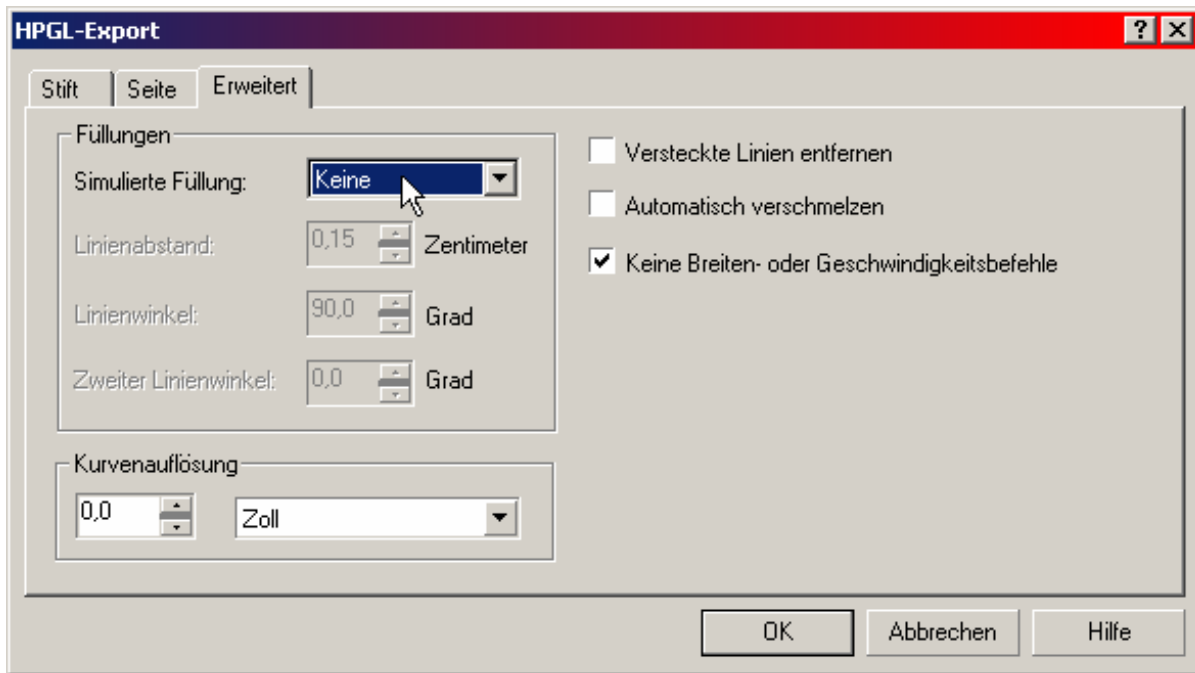 HPGL-Export
Stift Seite Erweitert
Füllungen
Simulierte Füllung: Keine
Linienabstand: 0,15 Zentimeter
Linienwinkel: 90,0 Grad
Zweiter Linienwinkel: 0,0 Grad
Kurvenauflösung
0,0 Zoll
Versteckte Linien entfernen
Automatisch verschmelzen
Keine Breiten- oder Geschwindigkeitsbefehle
OK Abbrechen Hilfe